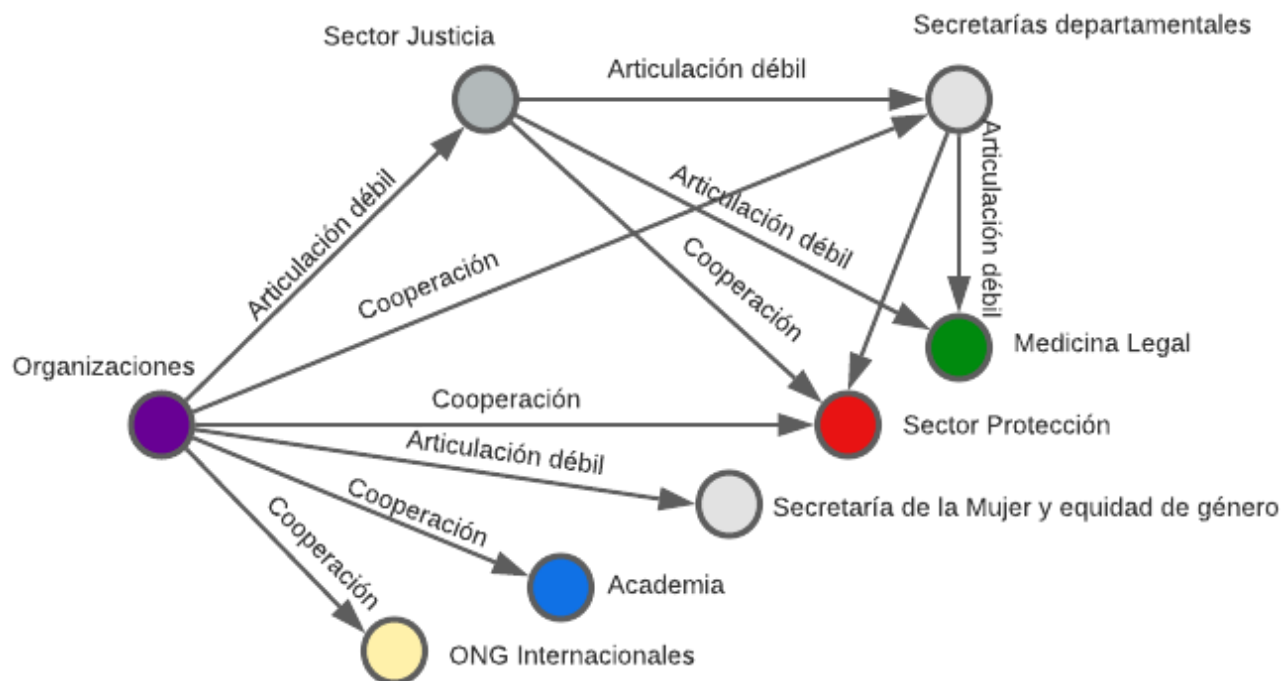 Secretarías departamentales
Sector Justicia
Articulación débil
Articulación débil
Articulación débil
Articulación débil
Cooperación
Cooperación
Medicina Legal
Organizaciones
Cooperación
Sector Protección
Articulación débil
Cooperación
Secretaría de la Mujer y equidad de género
Cooperación
Academia
ONG Internacionales